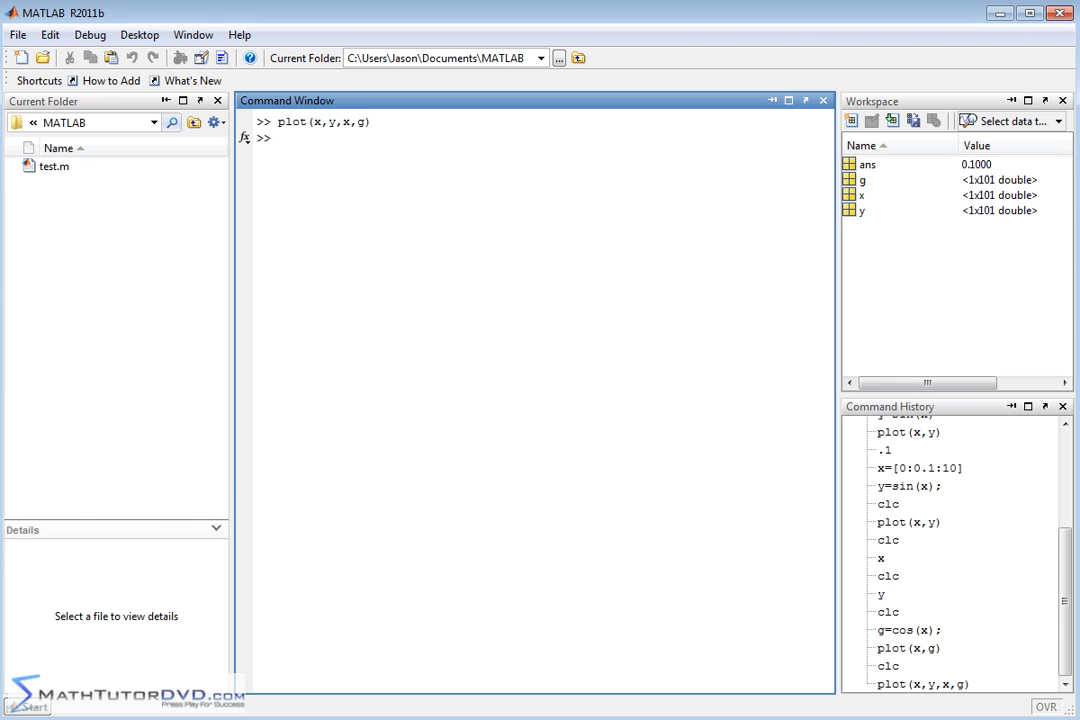 MATLAB R2011b
File Edit Debug Desktop Window Help
Current Folder: C:\Users\Jason\Documents\MATLAB ...
Shortcuts How to Add What's New
Current Folder
« MATLAB
Name
test.m
Details
Select a file to view details
MATHTUTORDVD.COM
Press Play For Success
Start
Command Window
>> plot(x,y,x,g)
fx >>
Workspace
Select data t...
Name Value
ans 0.1000
g <1x101 double>
x <1x101 double>
y <1x101 double>
Command History
y=sin(x)
plot(x,y)
.1
x=[0:0.1:10]
y=sin(x);
clc
plot(x,y)
clc
x
clc
y
clc
g=cos(x);
plot(x,g)
clc
plot(x,y,x,g)
OVR